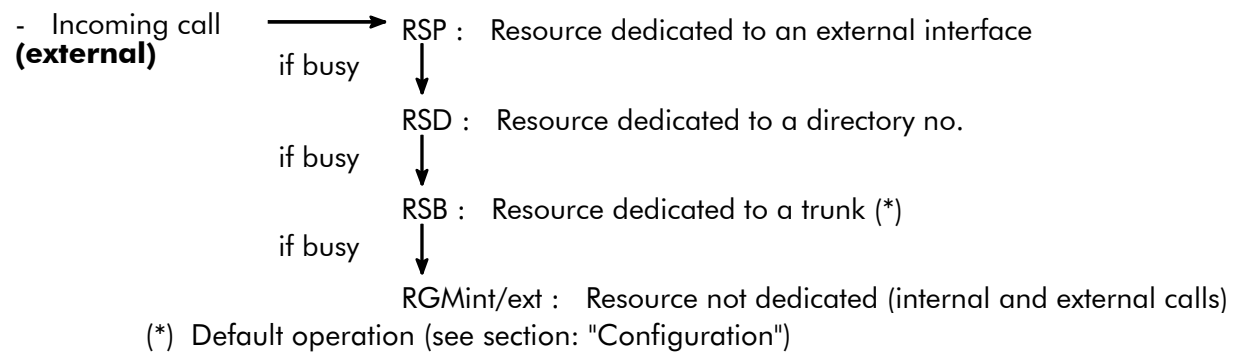 - Incoming call
(external)
RSP : Resource dedicated to an external interface
if busy
RSD : Resource dedicated to a directory no.
if busy
RSB : Resource dedicated to a trunk (*)
if busy
RGMint/ext : Resource not dedicated (internal and external calls)
(*) Default operation (see section: "Configuration")